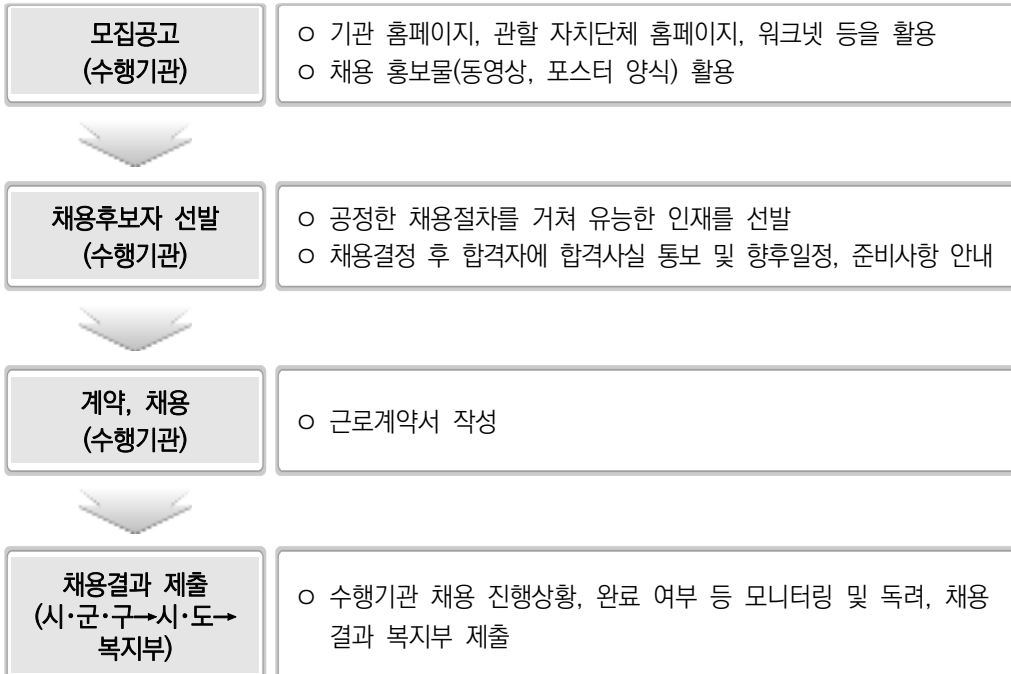 모집공고
(수행기관)
ㅇ 기관 홈페이지, 관할 자치단체 홈페이지, 워크넷 등을 활용
ㅇ 채용 홍보물(동영상, 포스터 양식) 활용
채용후보자 선발
(수행기관)
ㅇ 공정한 채용절차를 거쳐 유능한 인재를 선발
ㅇ 채용결정 후 합격자에 합격사실 통보 및 향후일정, 준비사항 안내
계약, 채용
(수행기관)
ㅇ 근로계약서 작성
채용결과 제출
(시·군·구→시·도→
복지부)
ㅇ 수행기관 채용 진행상황, 완료 여부 등 모니터링 및 독려, 채용
결과 복지부 제출